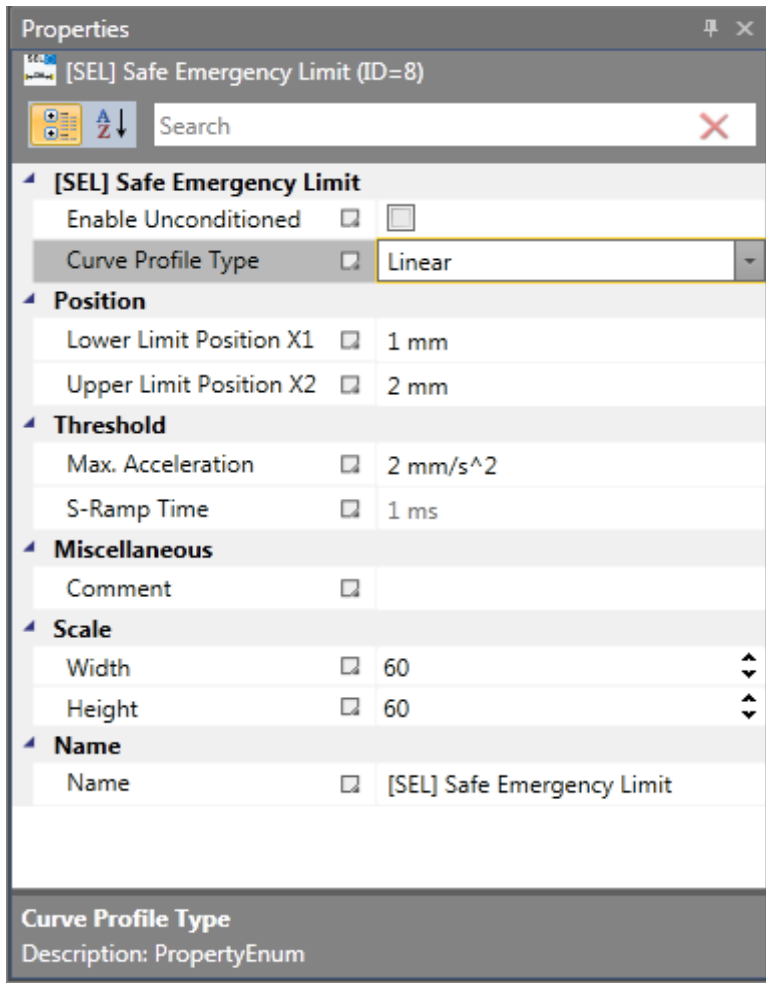 Properties
[SEL] Safe Emergency Limit (ID=8)
Search
[SEL] Safe Emergency Limit
Enable Unconditioned
Curve Profile Type Linear
Position
Lower Limit Position X1 1 mm
Upper Limit Position X2 2 mm
Threshold
Max. Acceleration 2 mm/s^2
S-Ramp Time 1 ms
Miscellaneous
Comment
Scale
Width 60
Height 60
Name
Name [SEL] Safe Emergency Limit
Curve Profile Type
Description: PropertyEnum